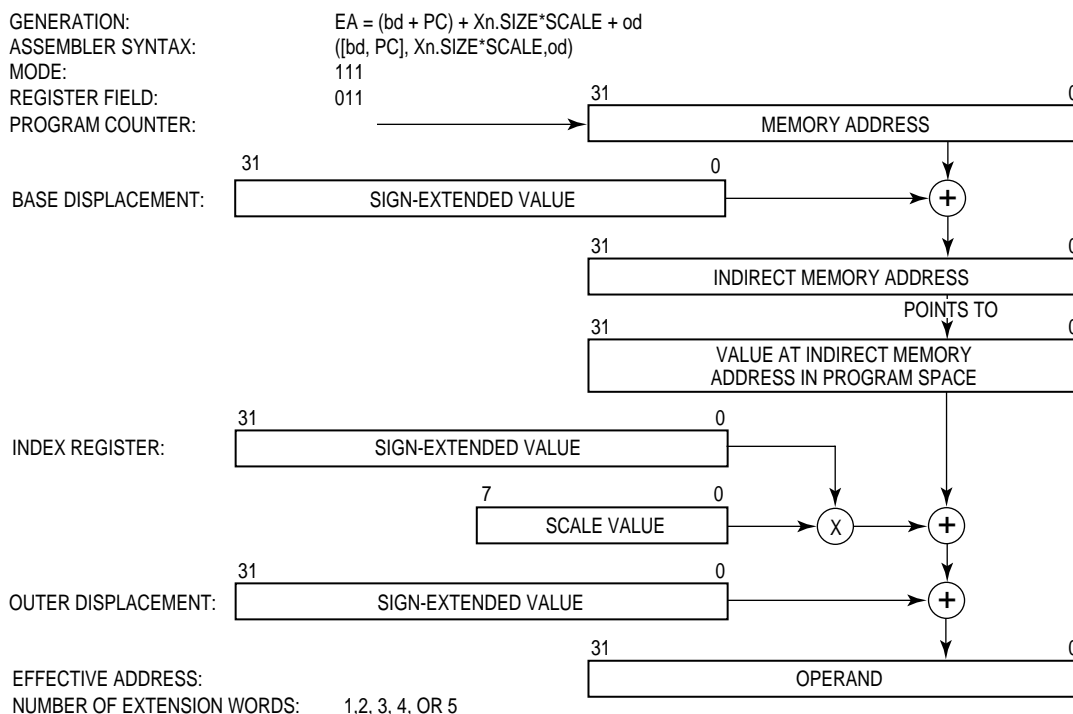 GENERATION: EA = (bd + PC) + Xn.SIZE*SCALE + od
ASSEMBLER SYNTAX: ([bd, PC], Xn.SIZE*SCALE,od)
MODE: 111
REGISTER FIELD: 011
31 0
PROGRAM COUNTER: MEMORY ADDRESS
31 0
BASE DISPLACEMENT: SIGN-EXTENDED VALUE +
31 0
INDIRECT MEMORY ADDRESS
POINTS TO
31 0
VALUE AT INDIRECT MEMORY
ADDRESS IN PROGRAM SPACE
31 0
INDEX REGISTER: SIGN-EXTENDED VALUE
7 0
SCALE VALUE X +
31 0
OUTER DISPLACEMENT: SIGN-EXTENDED VALUE +
31 0
EFFECTIVE ADDRESS: OPERAND
NUMBER OF EXTENSION WORDS: 1,2, 3, 4, OR 5